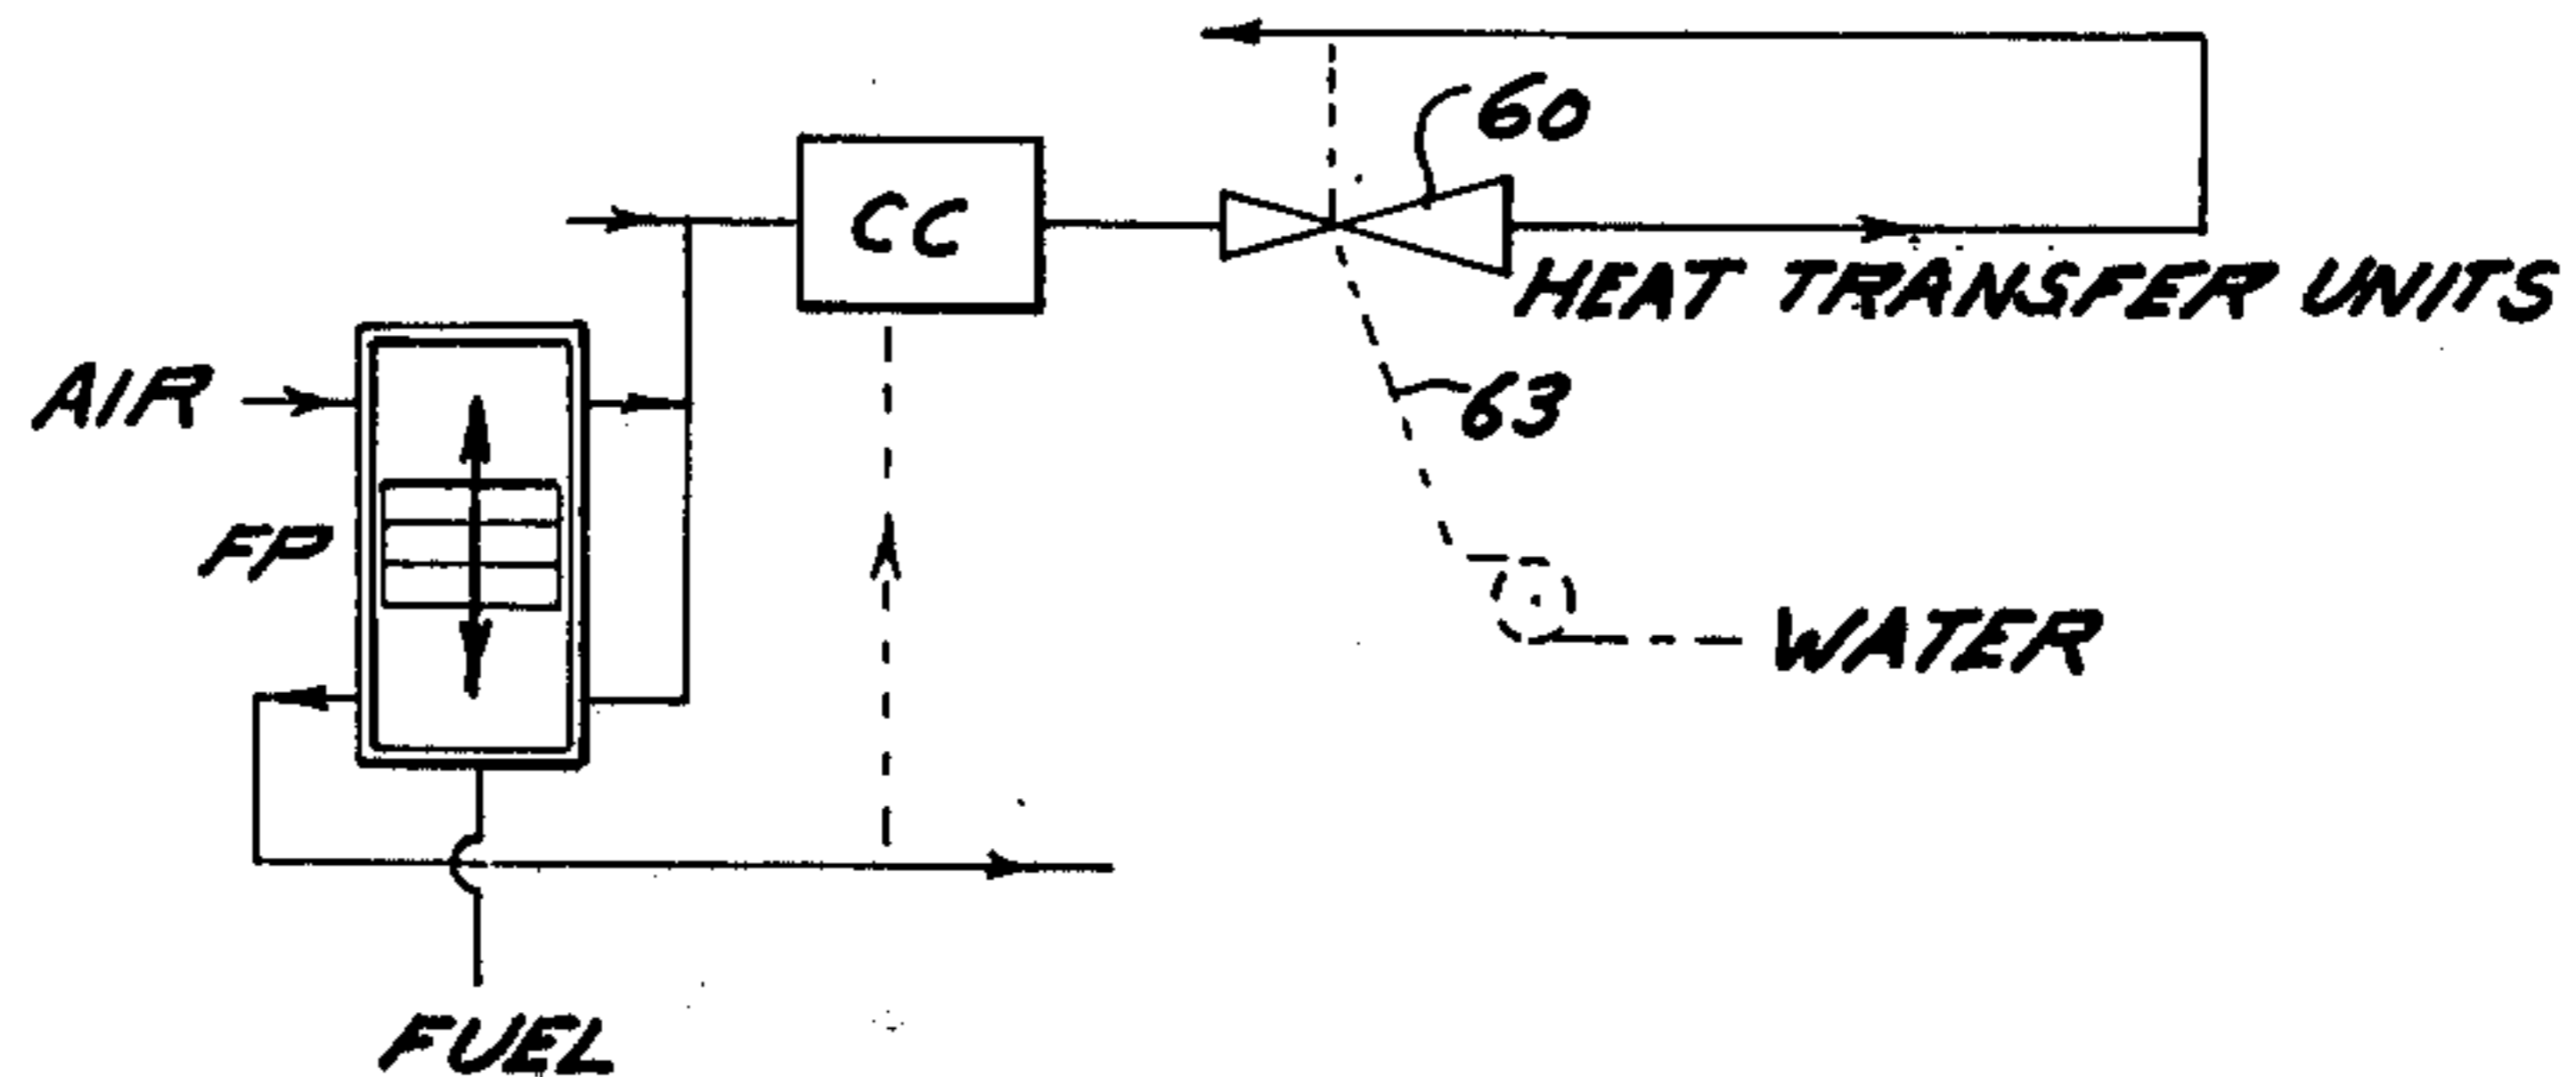 60
CC
HEAT TRANSFER UNITS
AIR
63
FP
WATER
FUEL